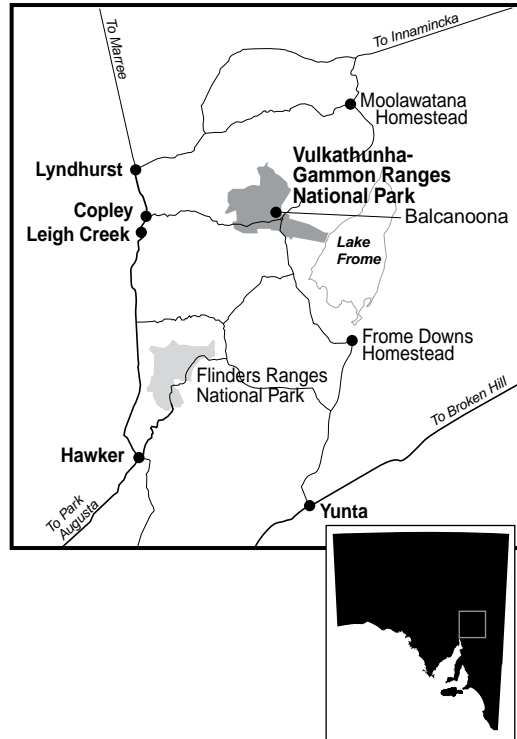 To Marree
To Innamincka
Moolawatana
Homestead
Lyndhurst
Vulkathunha-
Gammon Ranges
National Park
Copley
Balcanoona
Leigh Creek
Lake
Frome
Frome Downs
Homestead
Flinders Ranges
National Park
To Broken Hill
Hawker
To Park
Augusta
Yunta